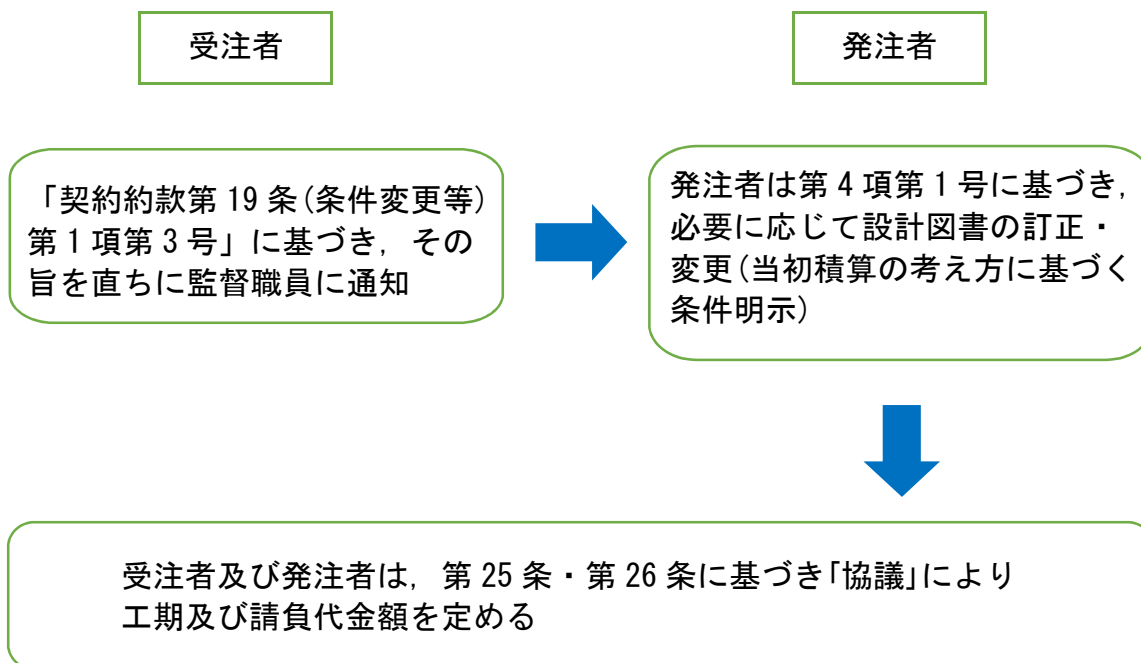 受注者
発注者
「契約約款第19条(条件変更等)
第1項第3号」に基づき，その
旨を直ちに監督職員に通知
発注者は第4項第1号に基づき，
必要に応じて設計図書の訂正・
変更(当初積算の考え方に基づく
条件明示)
受注者及び発注者は，第25条・第26条に基づき「協議」により
工期及び請負代金額を定める